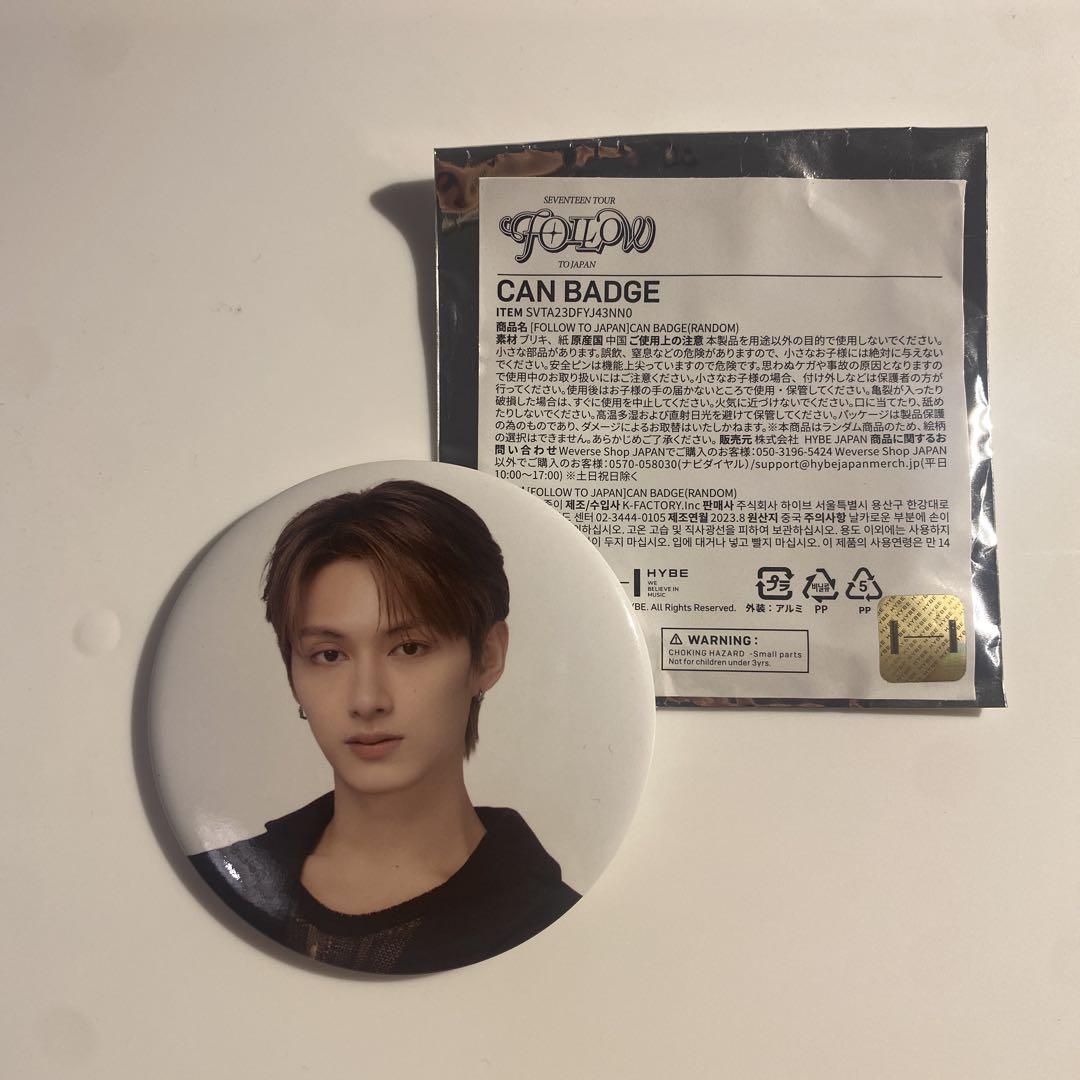 SEVENTEEN TOUR
FOLLOW
TO JAPAN
CAN BADGE
ITEM SVTA23DFYJ43NN0
商品名 [FOLLOW TO JAPAN]CAN BADGE(RANDOM)
素材 ブリキ、紙 原産国 中国 ご使用上の注意 本製品を用途以外の目的で使用しないでください。
小さな部品があります。誤飲、窒息などの危険がありますので、小さなお子様には絶対に与えない
でください。安全ピンは機能上尖っていますので危険です。思わぬケガや事故の原因となりますの
で使用中のお取り扱いにはご注意ください。小さなお子様の場合、付け外しなどは保護者の方が
行ってください。使用後はお子様の手の届かないところで使用・保管してください。亀裂が入ったり
破損した場合は、すぐに使用を中止してください。火気に近づけないでください。口に当てたり、舐め
たりしないでください。高温多湿および直射日光を避けて保管してください。パッケージは製品保護
の為のものであり、ダメージによるお取替はいたしかねます。※本商品はランダム商品のため、絵柄
の選択はできません。あらかじめご了承ください。販売元 株式会社 HYBE JAPAN 商品に関するお
問い合わせ Weverse Shop JAPANでご購入のお客様：050-3196-5424 Weverse Shop JAPAN
以外でご購入のお客様：0570-058030(ナビダイヤル)/support@hybejapanmerch.jp(平日
10:00〜17:00) ※土日祝日除く
[FOLLOW TO JAPAN]CAN BADGE(RANDOM)
종이 제조/수입사 K-FACTORY.Inc 판매사 주식회사 하이브 서울특별시 용산구 한강대로
센터 02-3444-0105 제조연월 2023.8 원산지 중국 주의사항 날카로운 부분에 손이
하십시오. 고온 고습 및 직사광선을 피하여 보관하십시오. 용도 이외에는 사용하지
두지 마십시오. 입에 대거나 넣고 빨지 마십시오. 이 제품의 사용연령은 만 14
HYBE
WE
BELIEVE IN
MUSIC
YBE. All Rights Reserved.
プラ
外装：アルミ
비닐류
PP
5
PP
WARNING :
CHOKING HAZARD -Small parts
Not for children under 3yrs.
HYBE